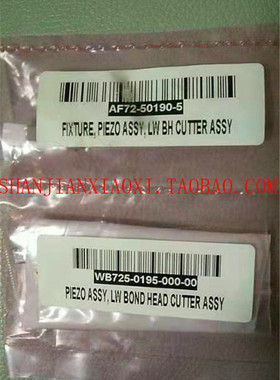 AF72-50190-5
FIXTURE, PIEZO ASSY, LW BH CUTTER ASSY
SHANJIANXIAOXI.TAOBAO.COM
WB725-0195-000-00
PIEZO ASSY, LW BOND HEAD CUTTER ASSY